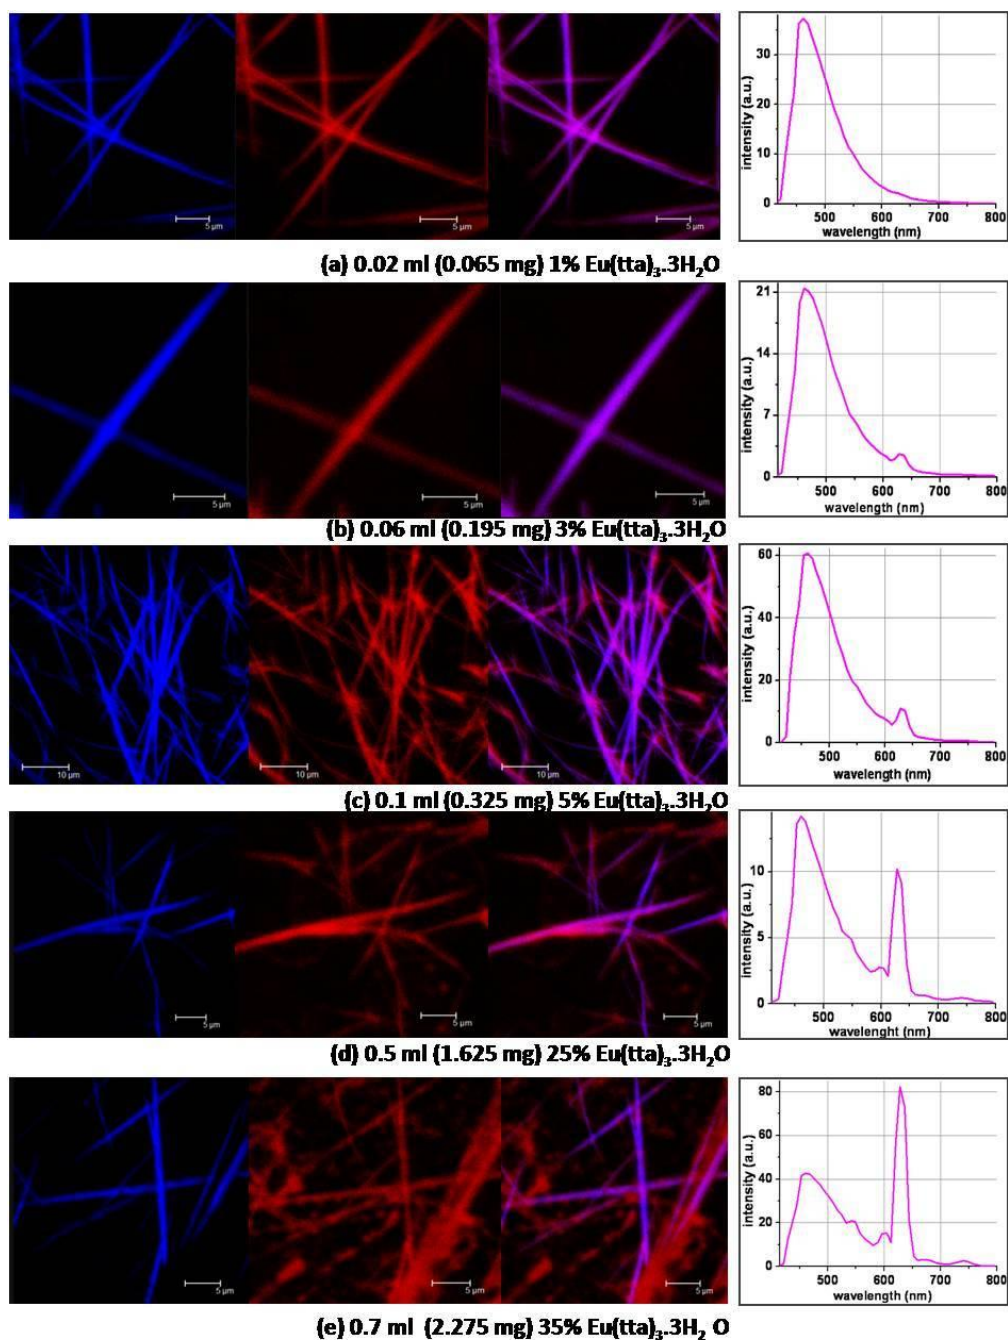 5 µm 5 µm 5 µm
intensity (a.u.)
30
20
10
0
500 600 700 800
wavelength (nm)
(a) 0.02 ml (0.065 mg) 1% Eu(tta)₃.3H₂O
5 µm 5 µm 5 µm
intensity (a.u.)
21
14
7
0
500 600 700 800
wavelength (nm)
(b) 0.06 ml (0.195 mg) 3% Eu(tta)₃.3H₂O
10 µm 10 µm 10 µm
intensity (a.u.)
60
40
20
0
500 600 700 800
wavelength (nm)
(c) 0.1 ml (0.325 mg) 5% Eu(tta)₃.3H₂O
5 µm 5 µm 5 µm
intensity (a.u.)
10
5
0
500 600 700 800
wavelenght (nm)
(d) 0.5 ml (1.625 mg) 25% Eu(tta)₃.3H₂O
5 µm 5 µm 5 µm
intensity (a.u.)
80
60
40
20
0
500 600 700 800
wavelength (nm)
(e) 0.7 ml (2.275 mg) 35% Eu(tta)₃.3H₂ O